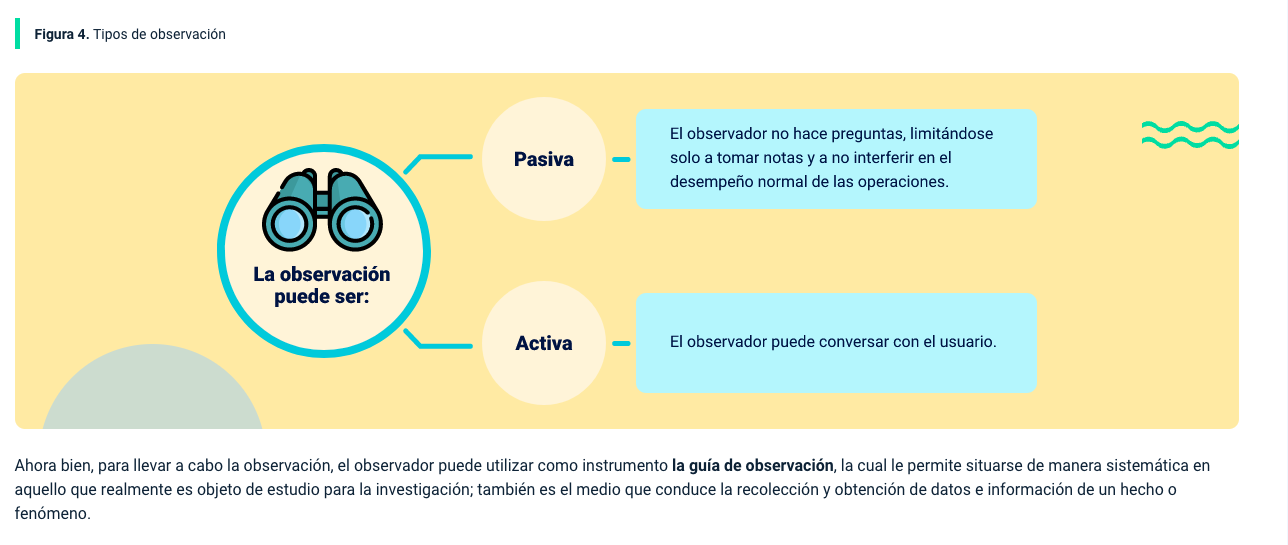 Figura 4. Tipos de observación
La observación
puede ser:
Pasiva
El observador no hace preguntas, limitándose
solo a tomar notas y a no interferir en el
desempeño normal de las operaciones.
Activa
El observador puede conversar con el usuario.
Ahora bien, para llevar a cabo la observación, el observador puede utilizar como instrumento la guía de observación, la cual le permite situarse de manera sistemática en
aquello que realmente es objeto de estudio para la investigación; también es el medio que conduce la recolección y obtención de datos e información de un hecho o
fenómeno.